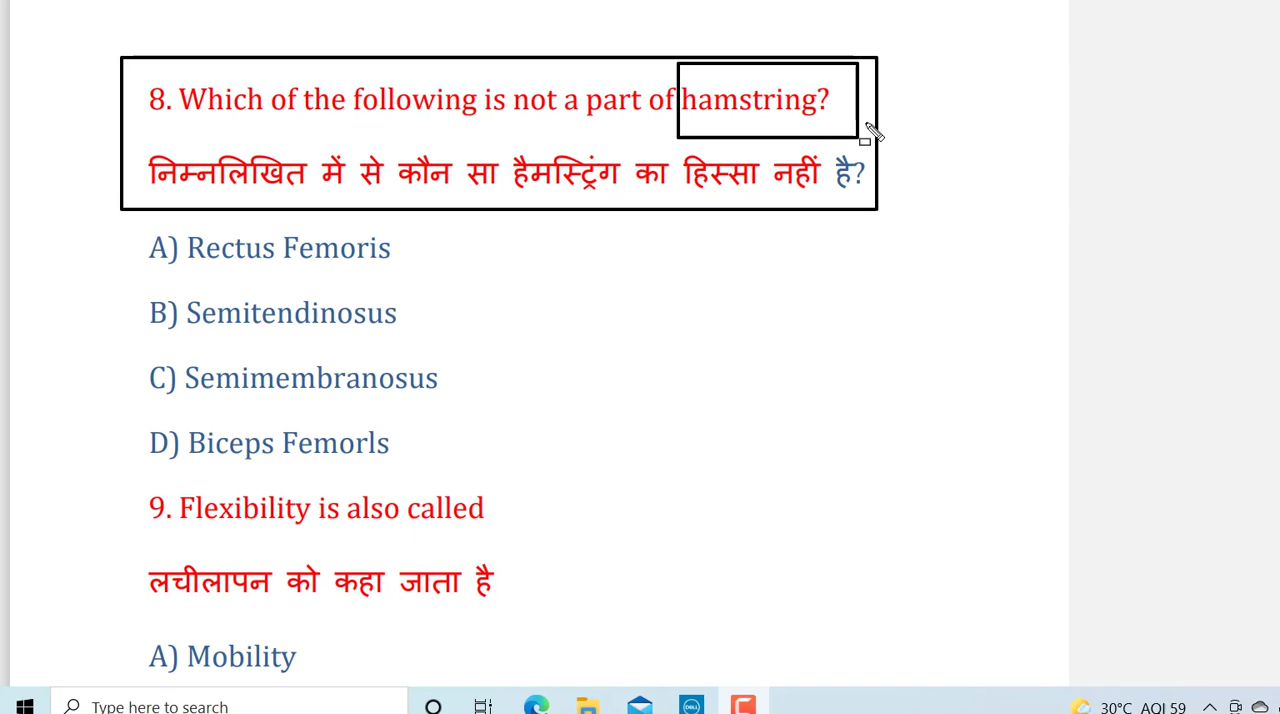 8. Which of the following is not a part of hamstring?
निम्नलिखित में से कौन सा हैमस्ट्रिंग का हिस्सा नहीं है?
A) Rectus Femoris
B) Semitendinosus
C) Semimembranosus
D) Biceps Femorls
9. Flexibility is also called
लचीलापन को कहा जाता है
A) Mobility
Type here to search
DELL
30°C AQI 59